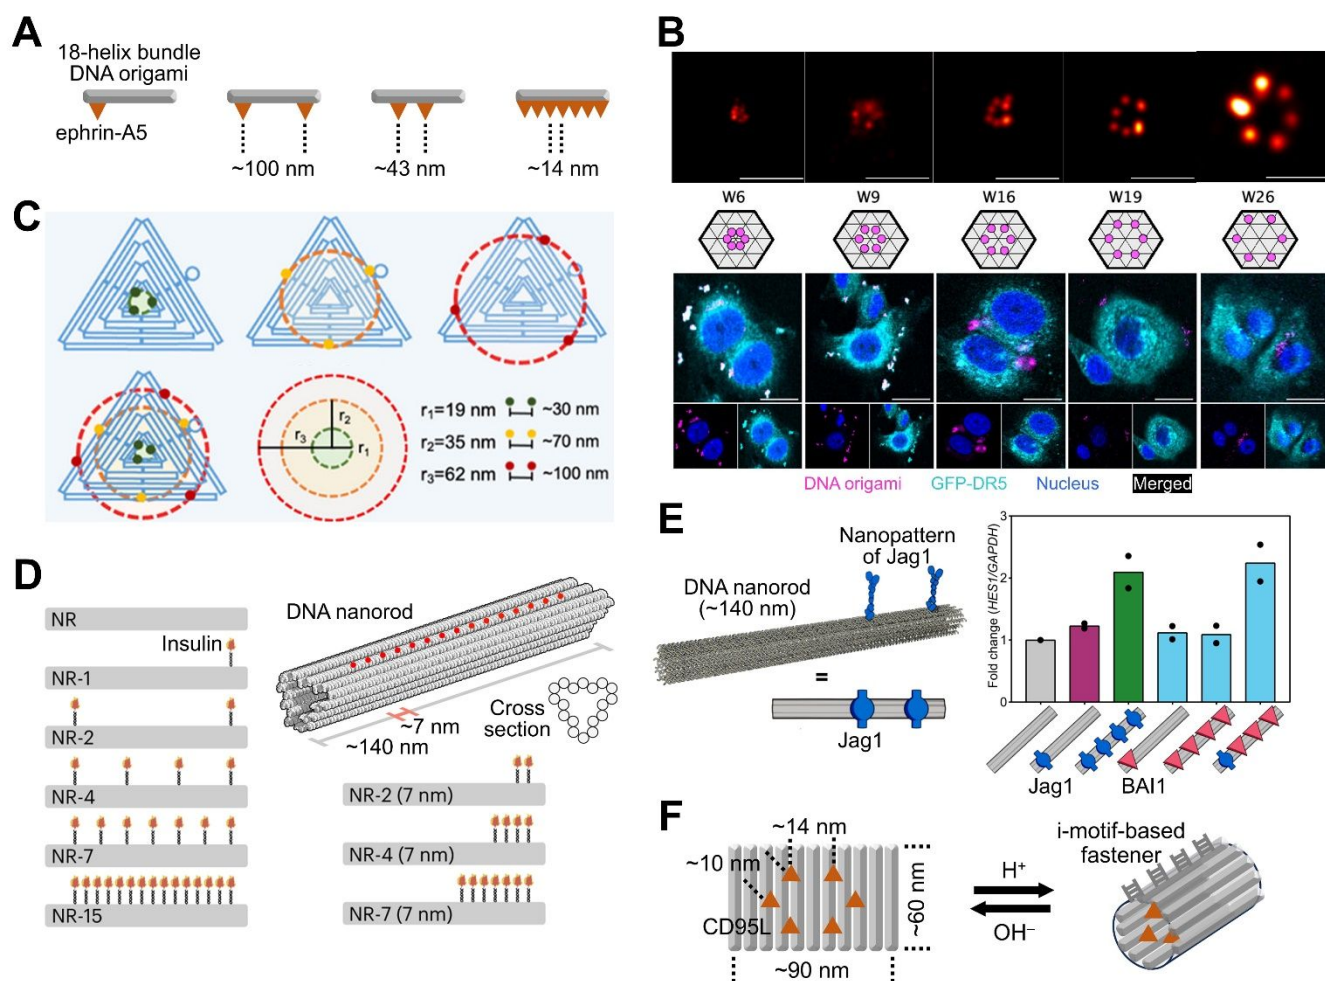 A
18-helix bundle
DNA origami
ephrin-A5
~100 nm
~43 nm
~14 nm
B
W6
W9
W16
W19
W26
DNA origami
GFP-DR5
Nucleus
Merged
C
r1=19 nm
~30 nm
r2=35 nm
~70 nm
r3=62 nm
~100 nm
r2
r3
r1
D
NR
Insulin
NR-1
NR-2
NR-4
NR-7
NR-15
DNA nanorod
~7 nm
~140 nm
Cross
section
NR-2 (7 nm)
NR-4 (7 nm)
NR-7 (7 nm)
E
Nanopattern
of Jag1
DNA nanorod
(~140 nm)
=
Jag1
Fold change (HES1/GAPDH)
3
2
1
0
Jag1
BAI1
F
~14 nm
~10 nm
CD95L
~60 nm
~90 nm
H⁺
OH⁻
i-motif-based
fastener